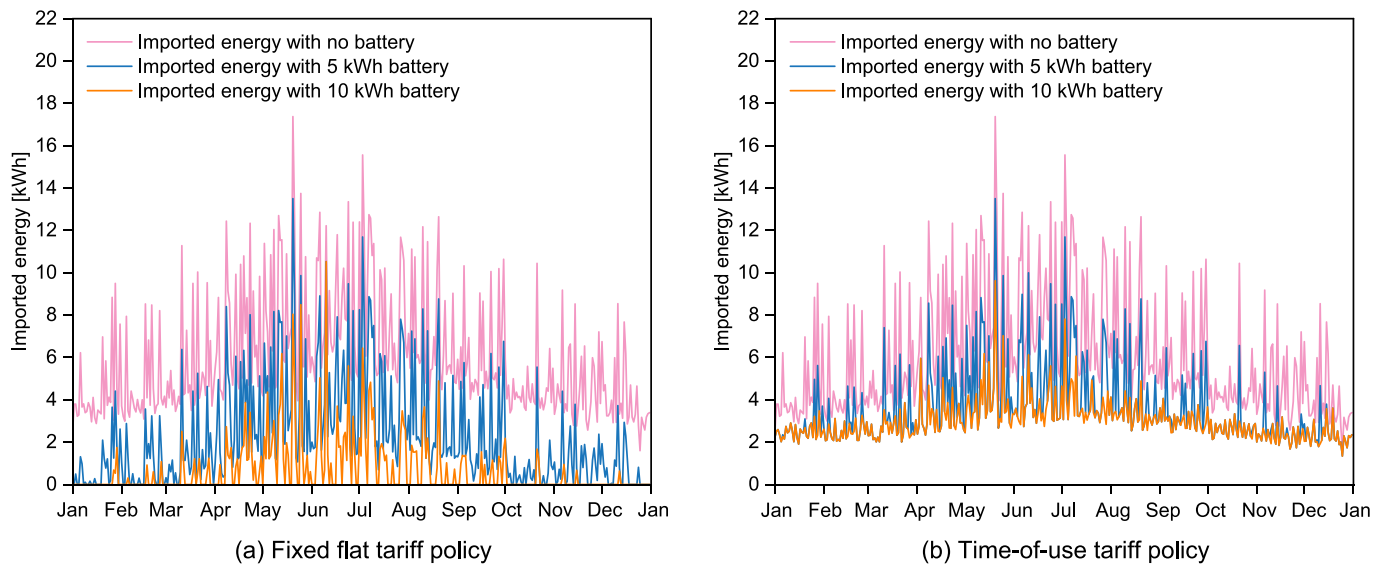 22
20
18
16
14
12
10
8
6
4
2
0
Imported energy [kWh]
Imported energy with no battery
Imported energy with 5 kWh battery
Imported energy with 10 kWh battery
Jan Feb Mar Apr May Jun Jul Aug Sep Oct Nov Dec Jan
(a) Fixed flat tariff policy
22
20
18
16
14
12
10
8
6
4
2
0
Imported energy [kWh]
Imported energy with no battery
Imported energy with 5 kWh battery
Imported energy with 10 kWh battery
Jan Feb Mar Apr May Jun Jul Aug Sep Oct Nov Dec Jan
(b) Time-of-use tariff policy